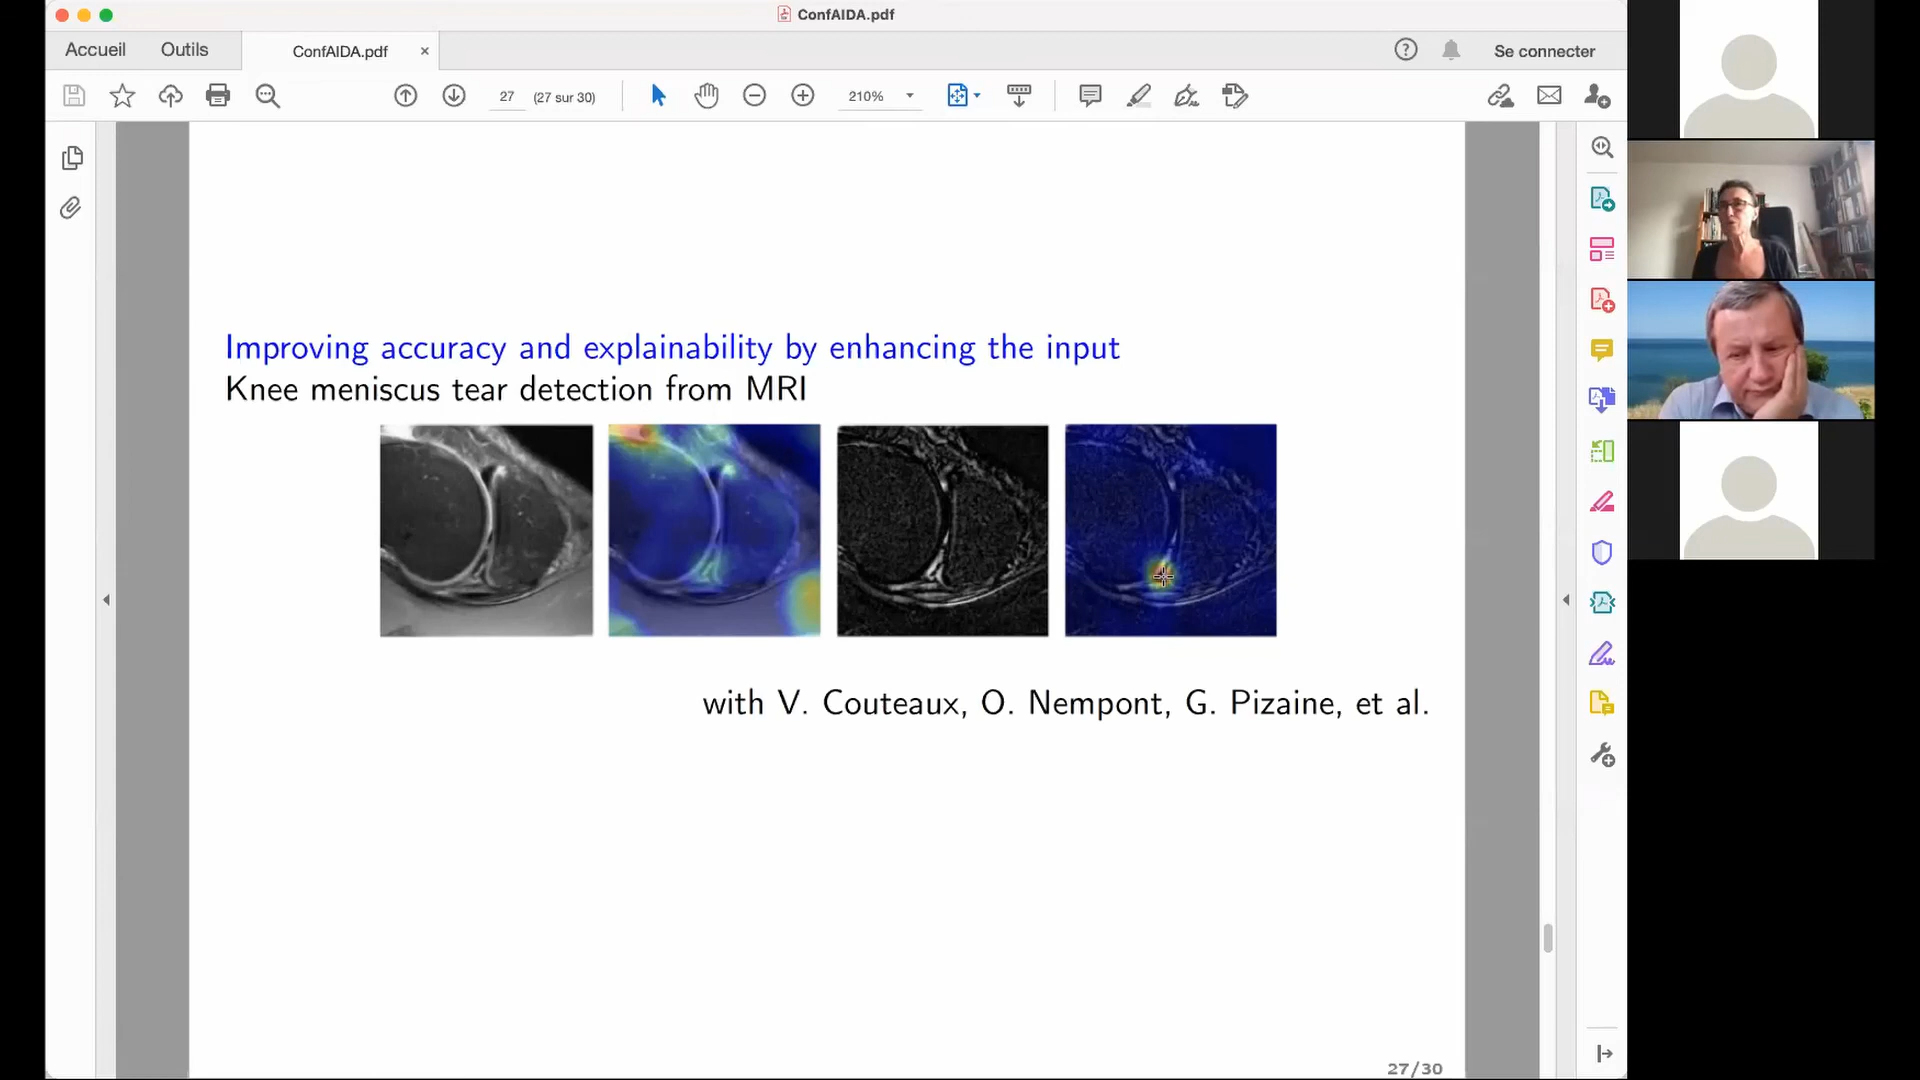 ConfAIDA.pdf
Accueil
Outils
ConfAIDA.pdf
Se connecter
27
(27 sur 30)
210%
Improving accuracy and explainability by enhancing the input
Knee meniscus tear detection from MRI
with V. Couteaux, O. Nempont, G. Pizaine, et al.
27/30